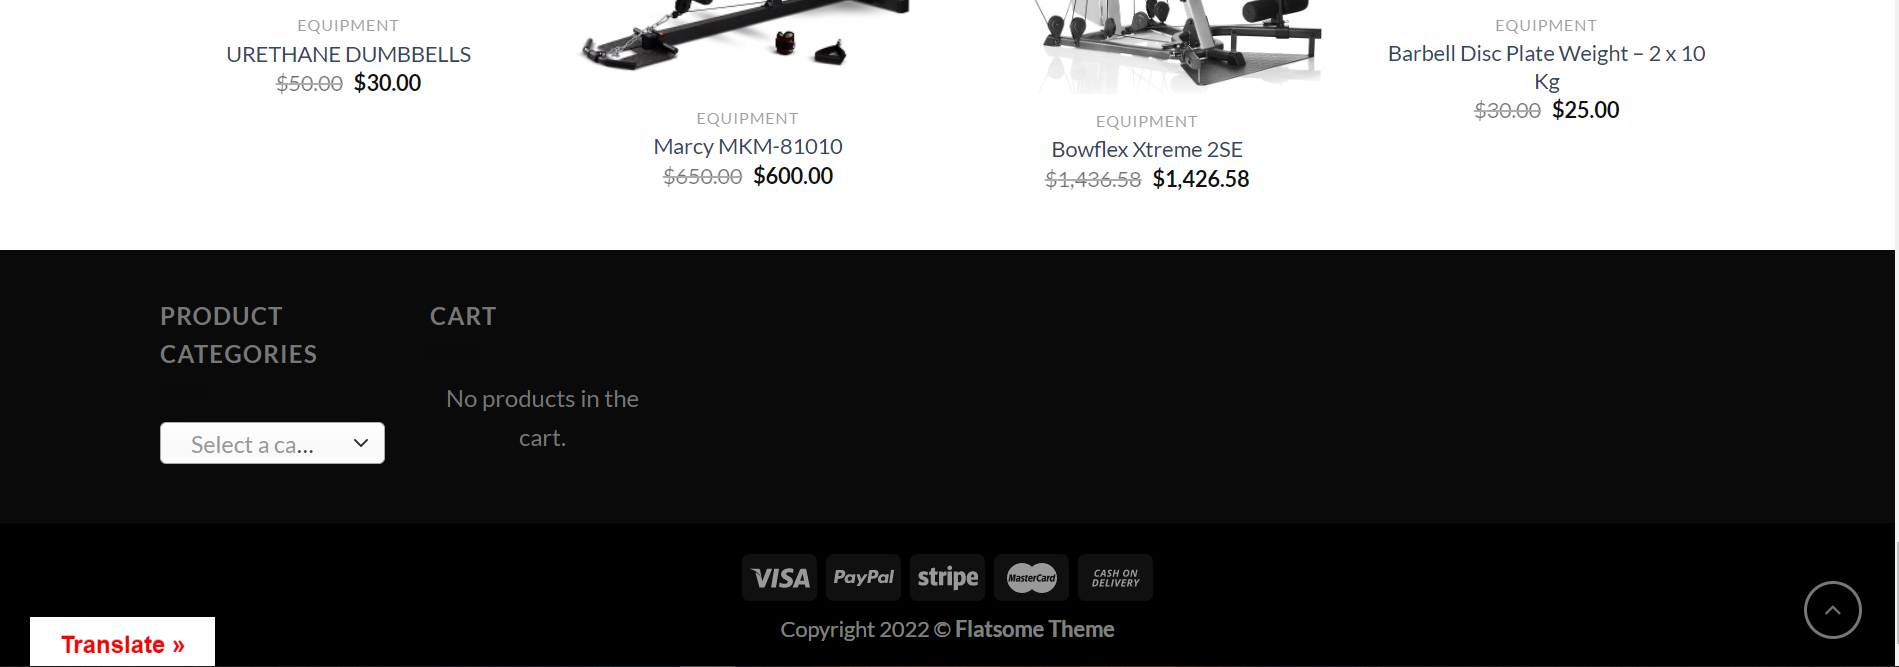 EQUIPMENT
URETHANE DUMBBELLS
$50.00 $30.00
EQUIPMENT
Marcy MKM-81010
$650.00 $600.00
EQUIPMENT
Bowflex Xtreme 2SE
$1,436.58 $1,426.58
EQUIPMENT
Barbell Disc Plate Weight – 2 x 10
Kg
$30.00 $25.00
PRODUCT
CATEGORIES
Select a ca...
CART
No products in the
cart.
VISA PayPal stripe MasterCard CASH ON
DELIVERY
Copyright 2022 © Flatsome Theme
Translate »